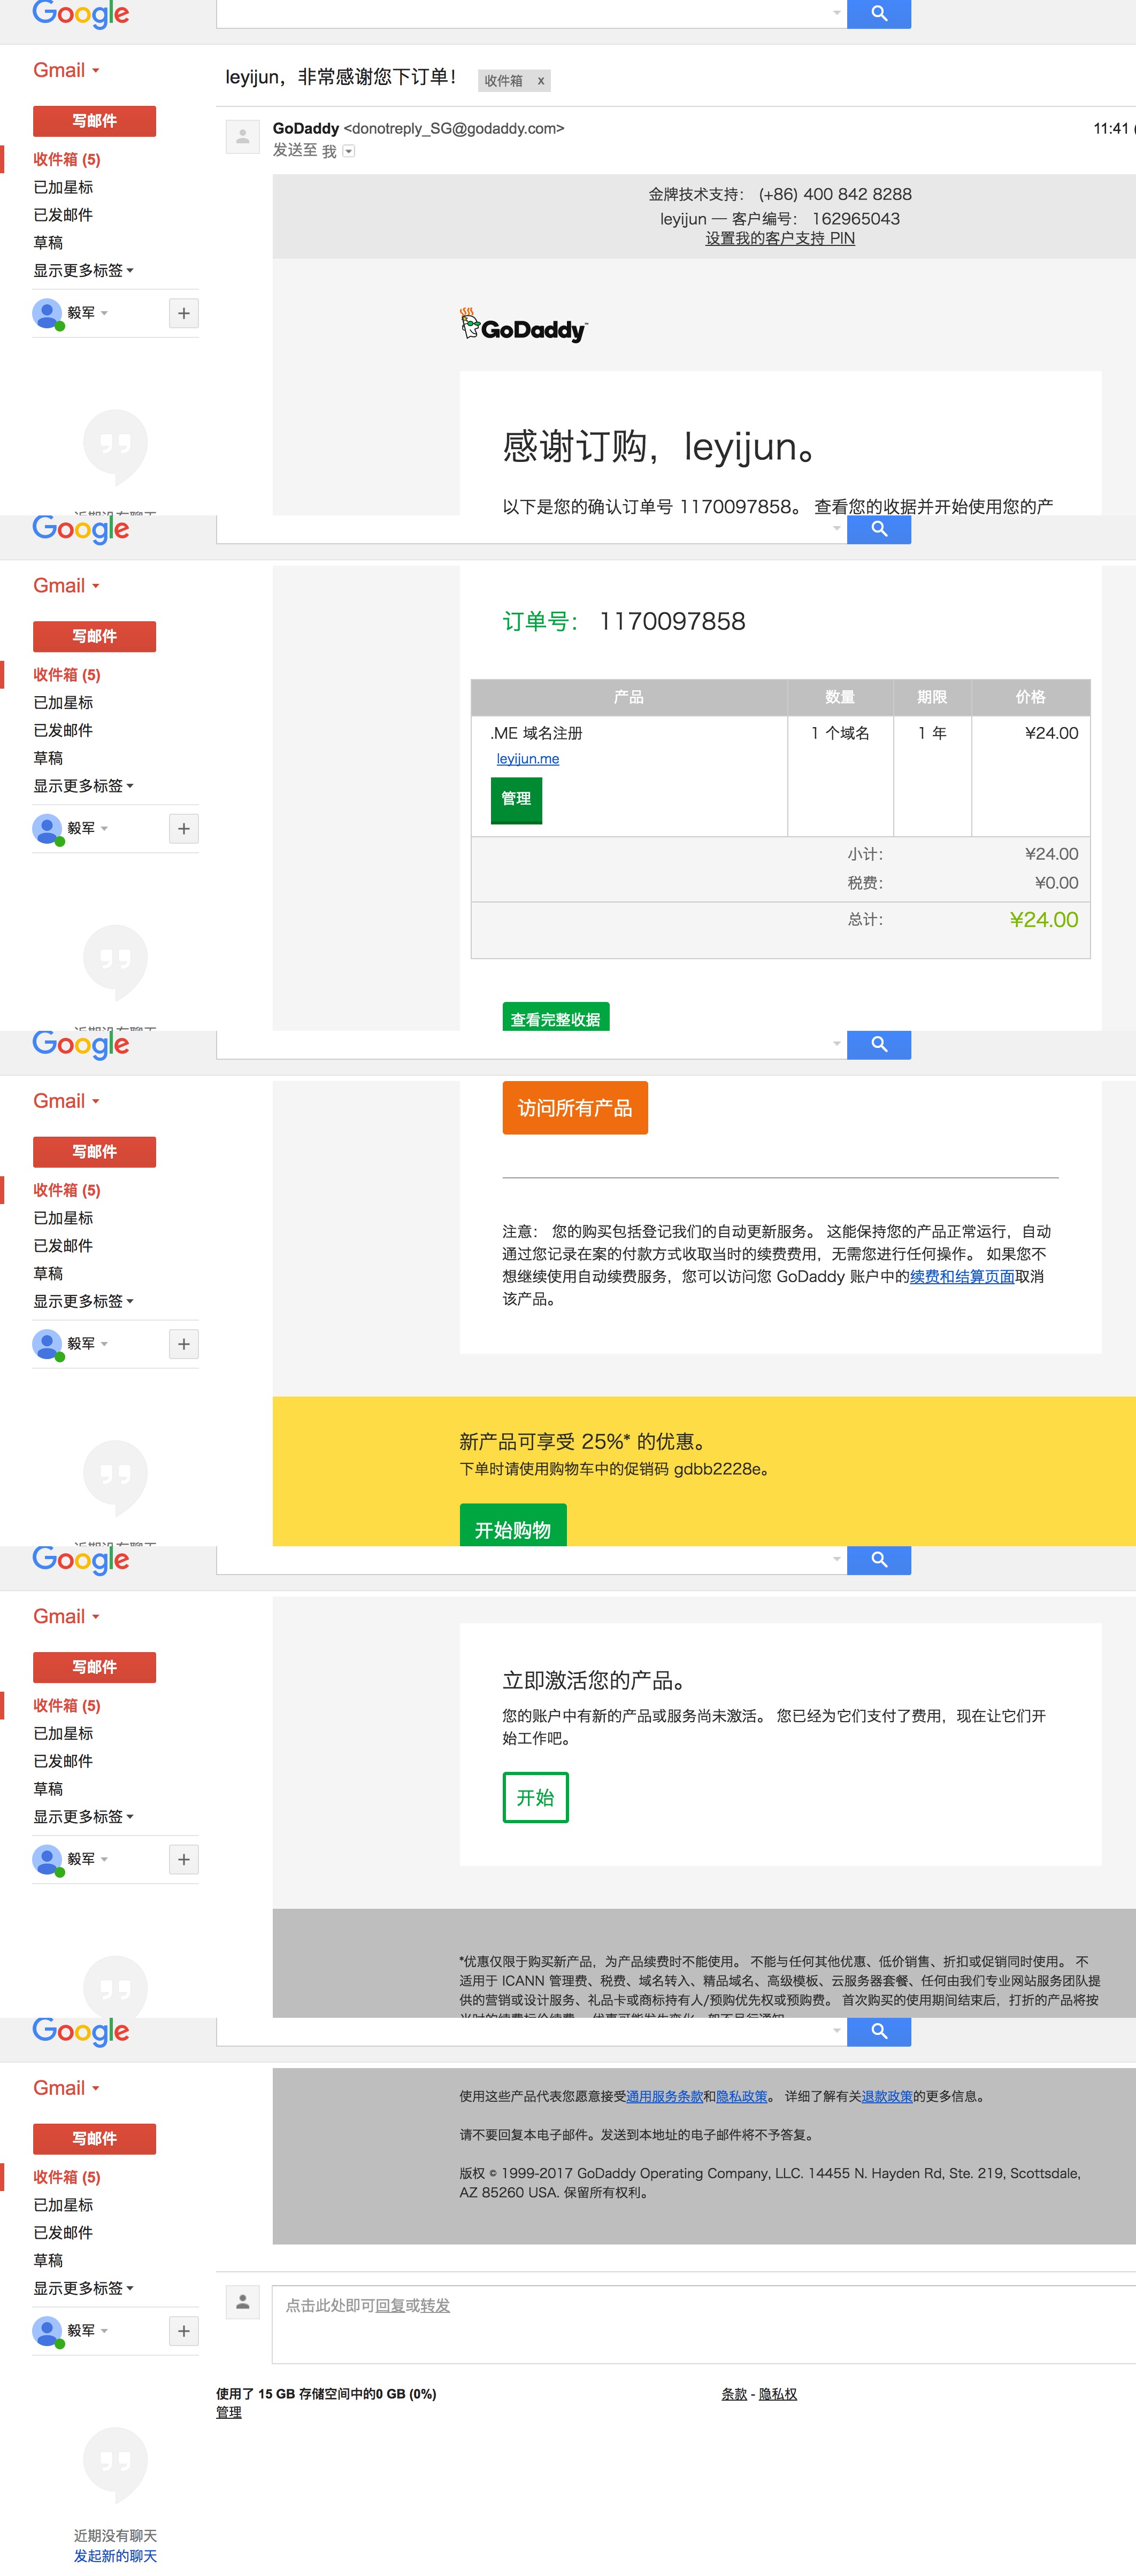 Google
Gmail
leyijun，非常感谢您下订单！ 收件箱 x
写邮件
GoDaddy <donotreply_SG@godaddy.com> 11:41
发送至 我
收件箱 (5)
已加星标
已发邮件
草稿
显示更多标签
毅军
金牌技术支持： (+86) 400 842 8288
leyijun — 客户编号： 162965043
设置我的客户支持 PIN
GoDaddy
感谢订购，leyijun。
以下是您的确认订单号 1170097858。 查看您的收据并开始使用您的产
近期没有聊天
Google
Gmail
写邮件
收件箱 (5)
已加星标
已发邮件
草稿
显示更多标签
毅军
订单号： 1170097858
产品 数量 期限 价格
.ME 域名注册 1 个域名 1 年 ¥24.00
leyijun.me
管理
小计： ¥24.00
税费： ¥0.00
总计： ¥24.00
查看完整收据
近期没有聊天
Google
Gmail
写邮件
收件箱 (5)
已加星标
已发邮件
草稿
显示更多标签
毅军
访问所有产品
注意： 您的购买包括登记我们的自动更新服务。 这能保持您的产品正常运行，自动
通过您记录在案的付款方式收取当时的续费费用，无需您进行任何操作。 如果您不
想继续使用自动续费服务，您可以访问您 GoDaddy 账户中的续费和结算页面取消
该产品。
新产品可享受 25%* 的优惠。
下单时请使用购物车中的促销码 gdbb2228e。
开始购物
近期没有聊天
Google
Gmail
写邮件
收件箱 (5)
已加星标
已发邮件
草稿
显示更多标签
毅军
立即激活您的产品。
您的账户中有新的产品或服务尚未激活。 您已经为它们支付了费用，现在让它们开
始工作吧。
开始
*优惠仅限于购买新产品，为产品续费时不能使用。 不能与任何其他优惠、低价销售、折扣或促销同时使用。 不
适用于 ICANN 管理费、税费、域名转入、精品域名、高级模板、云服务器套餐、任何由我们专业网站服务团队提
供的营销或设计服务、礼品卡或商标持有人/预购优先权或预购费。 首次购买的使用期间结束后，打折的产品将按
Google
Gmail
写邮件
收件箱 (5)
已加星标
已发邮件
草稿
显示更多标签
毅军
使用这些产品代表您愿意接受通用服务条款和隐私政策。 详细了解有关退款政策的更多信息。
请不要回复本电子邮件。发送到本地址的电子邮件将不予答复。
版权 © 1999-2017 GoDaddy Operating Company, LLC. 14455 N. Hayden Rd, Ste. 219, Scottsdale,
AZ 85260 USA. 保留所有权利。
点击此处即可回复或转发
使用了 15 GB 存储空间中的0 GB (0%)
管理
条款 - 隐私权
近期没有聊天
发起新的聊天